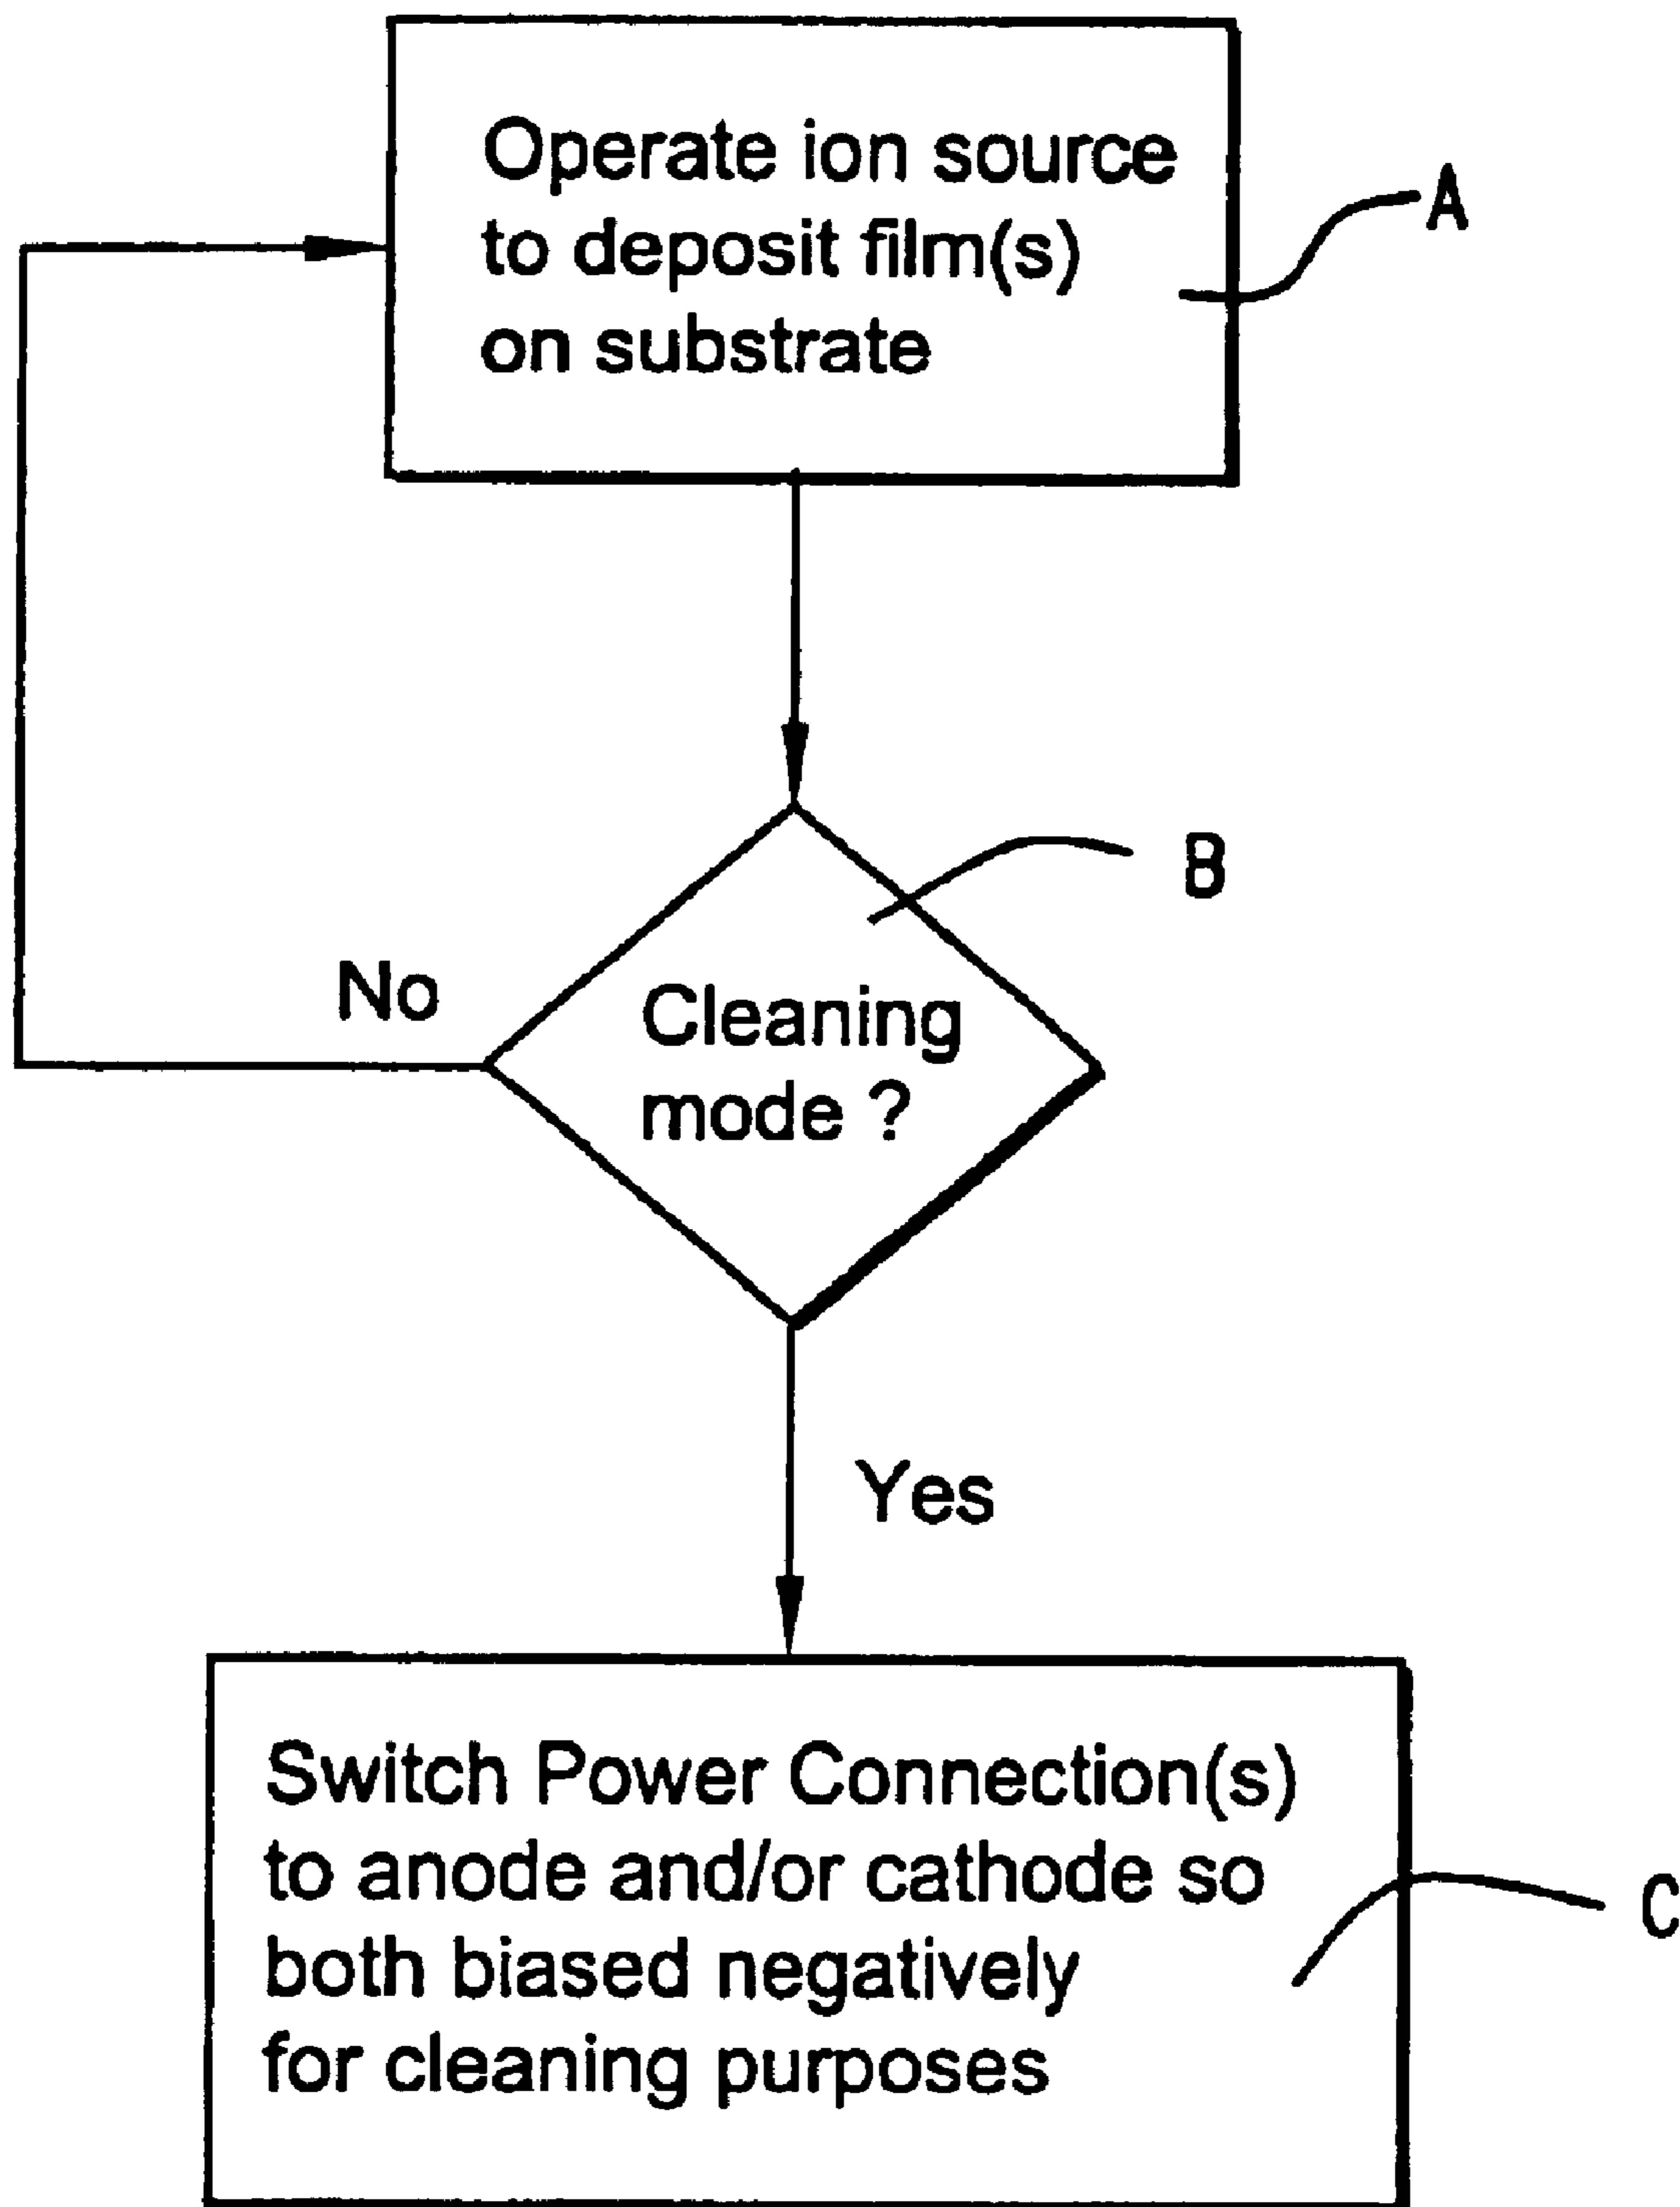 Operate ion source
to deposit film(s)
on substrate
A
B
No
Cleaning
mode ?
Yes
Switch Power Connection(s)
to anode and/or cathode so
both biased negatively
for cleaning purposes
C